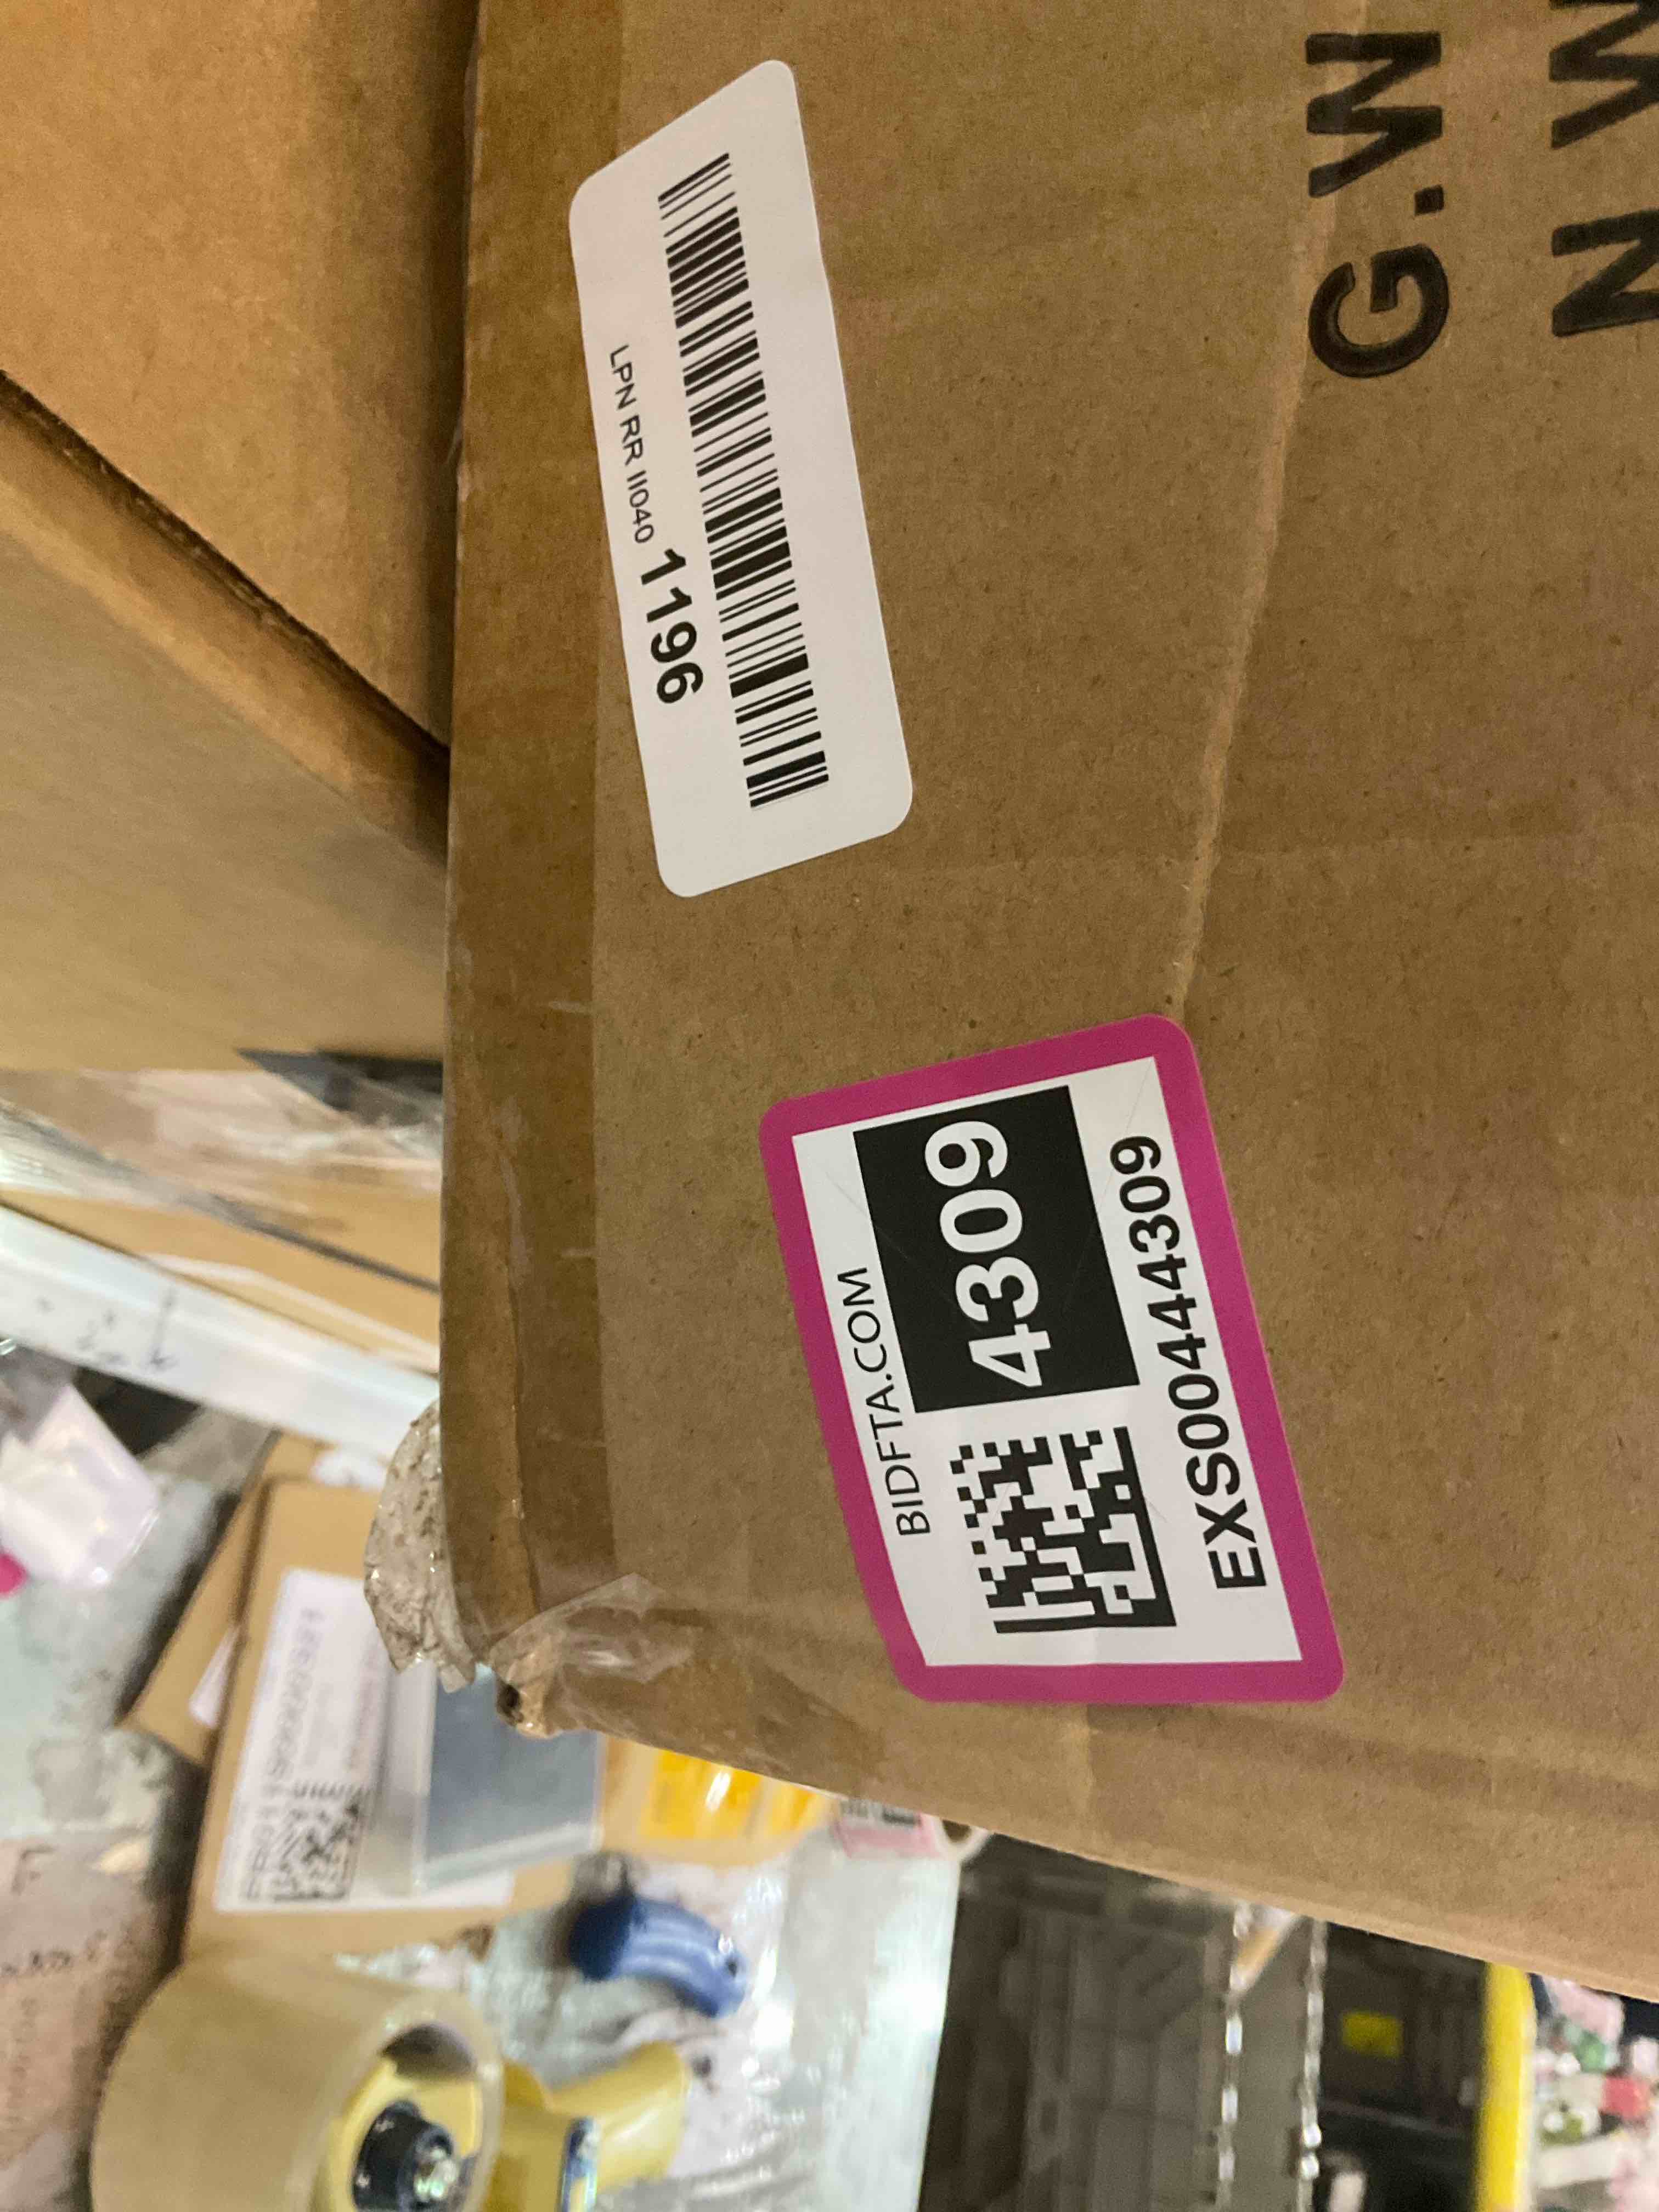 LPN RR II040 1196
BIDFTA.COM
4309
EXS00444309
G.W
N.W